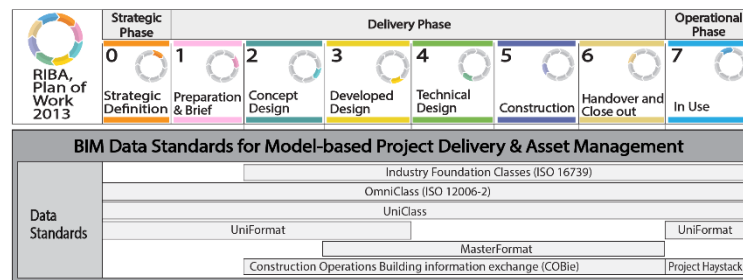 Strategic
Phase
Delivery Phase
Operational
Phase
RIBA,
Plan of
Work
2013
0
Strategic
Definition
1
Preparation
& Brief
2
Concept
Design
3
Developed
Design
4
Technical
Design
5
Construction
6
Handover and
Close out
7
In Use
BIM Data Standards for Model-based Project Delivery & Asset Management
Data
Standards
Industry Foundation Classes (ISO 16739)
OmniClass (ISO 12006-2)
UniClass
UniFormat
UniFormat
MasterFormat
Construction Operations Building information exchange (COBie)
Project Haystack